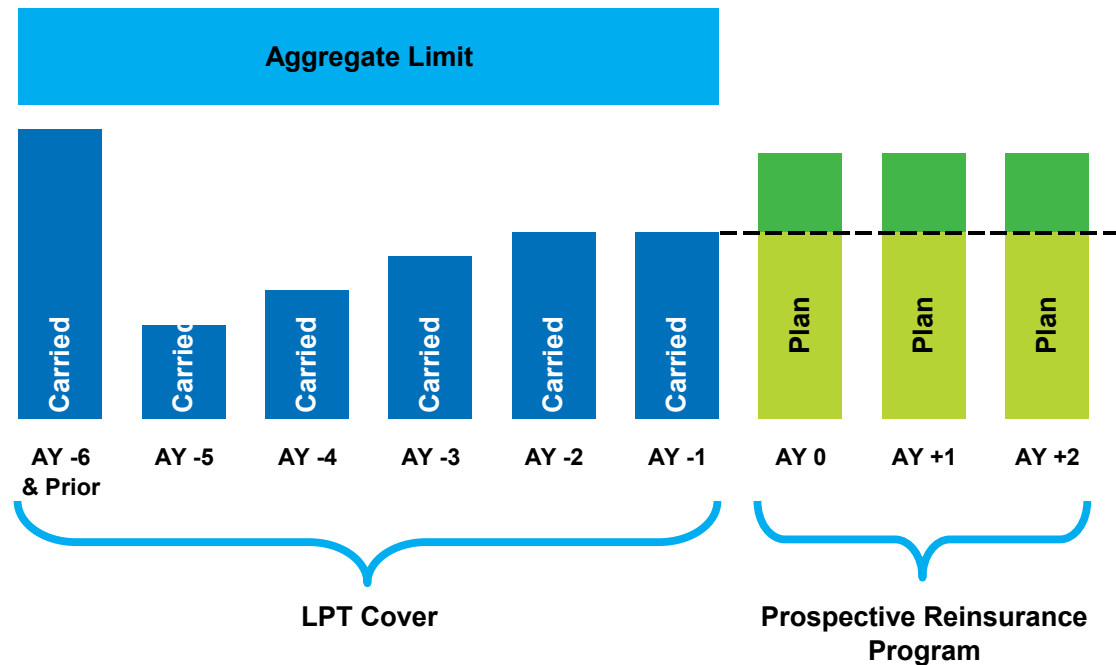 Aggregate Limit
Carried
Carried
Carried
Carried
Carried
Carried
Plan
Plan
Plan
AY -6
& Prior
AY -5
AY -4
AY -3
AY -2
AY -1
AY 0
AY +1
AY +2
LPT Cover
Prospective Reinsurance
Program